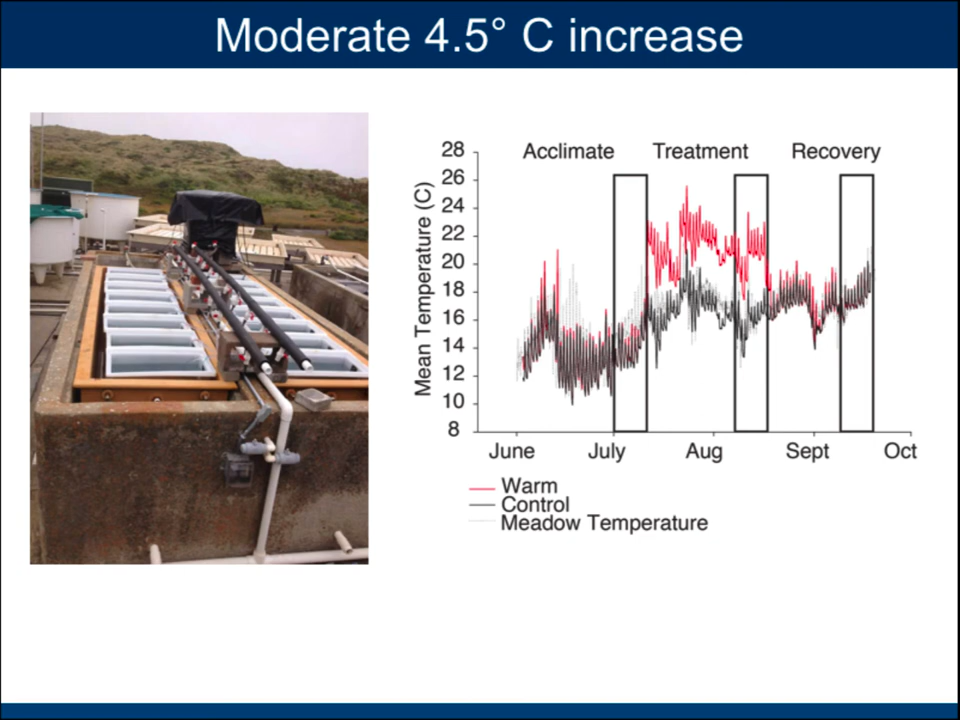 Moderate 4.5° C increase
Acclimate Treatment Recovery
Mean Temperature (C)
28
26
24
22
20
18
16
14
12
10
8
June July Aug Sept Oct
Warm
Control
Meadow Temperature